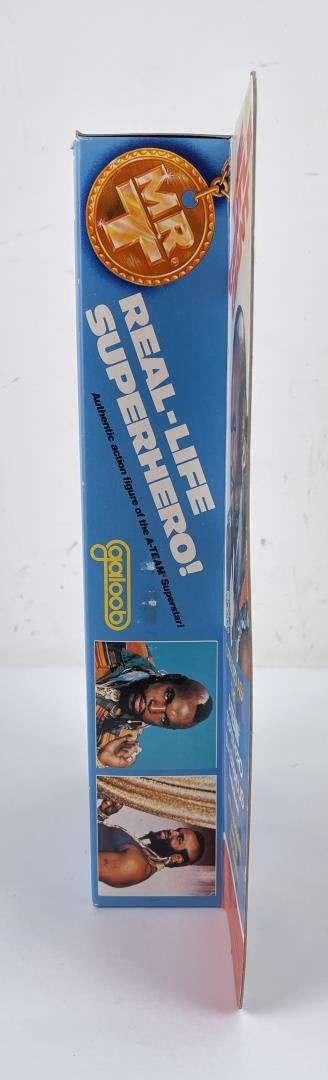 MR.
T
REAL-LIFE
SUPERHERO!
Authentic action figure of the A-TEAM Superstar!
galoob